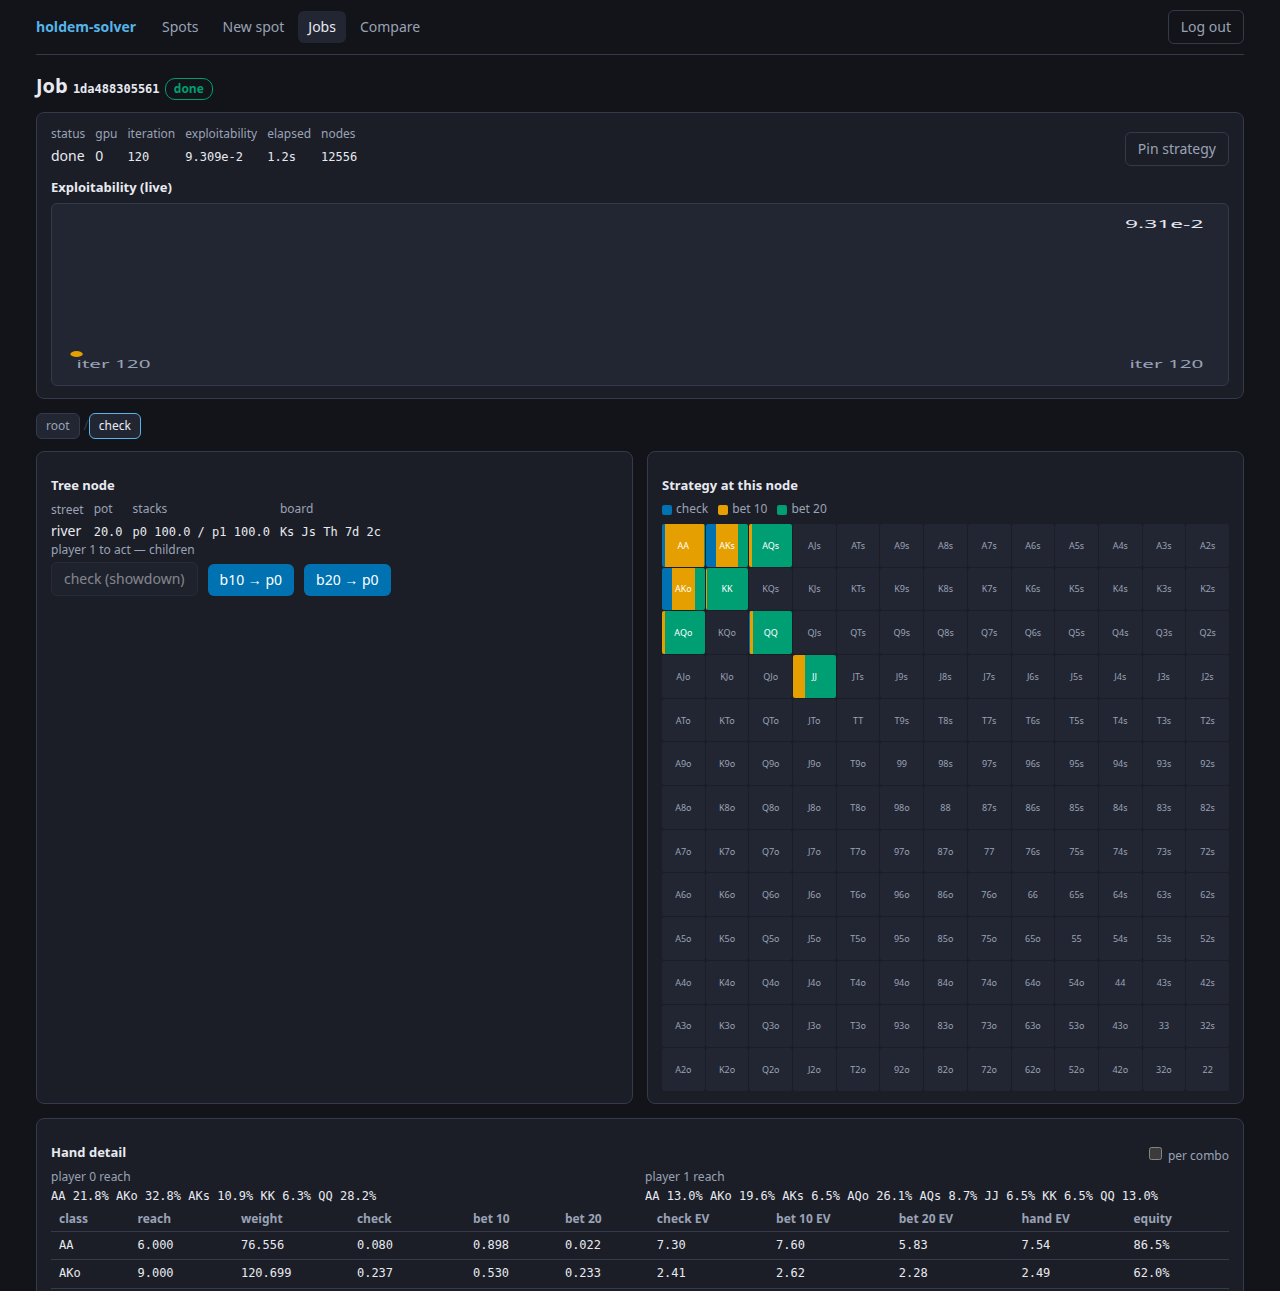 holdem-solver Spots New spot Jobs Compare Log out
Job 1da488305561 done
status gpu iteration exploitability elapsed nodes
done 0 120 9.309e-2 1.2s 12556
Pin strategy
Exploitability (live)
9.31e-2
iter 120 iter 120
root / check
Tree node
street pot stacks board
river 20.0 p0 100.0 / p1 100.0 Ks Js Th 7d 2c
player 1 to act — children
check (showdown) b10 → p0 b20 → p0
Strategy at this node
check bet 10 bet 20
AA AKs AQs AJs ATs A9s A8s A7s A6s A5s A4s A3s A2s
AKo KK KQs KJs KTs K9s K8s K7s K6s K5s K4s K3s K2s
AQo KQo QQ QJs QTs Q9s Q8s Q7s Q6s Q5s Q4s Q3s Q2s
AJo KJo QJo JJ JTs J9s J8s J7s J6s J5s J4s J3s J2s
ATo KTo QTo JTo TT T9s T8s T7s T6s T5s T4s T3s T2s
A9o K9o Q9o J9o T9o 99 98s 97s 96s 95s 94s 93s 92s
A8o K8o Q8o J8o T8o 98o 88 87s 86s 85s 84s 83s 82s
A7o K7o Q7o J7o T7o 97o 87o 77 76s 75s 74s 73s 72s
A6o K6o Q6o J6o T6o 96o 86o 76o 66 65s 64s 63s 62s
A5o K5o Q5o J5o T5o 95o 85o 75o 65o 55 54s 53s 52s
A4o K4o Q4o J4o T4o 94o 84o 74o 64o 54o 44 43s 42s
A3o K3o Q3o J3o T3o 93o 83o 73o 63o 53o 43o 33 32s
A2o K2o Q2o J2o T2o 92o 82o 72o 62o 52o 42o 32o 22
Hand detail
per combo
player 0 reach
AA 21.8% AKo 32.8% AKs 10.9% KK 6.3% QQ 28.2%
player 1 reach
AA 13.0% AKo 19.6% AKs 6.5% AQo 26.1% AQs 8.7% JJ 6.5% KK 6.5% QQ 13.0%
class reach weight check bet 10 bet 20 check EV bet 10 EV bet 20 EV hand EV equity
AA 6.000 76.556 0.080 0.898 0.022 7.30 7.60 5.83 7.54 86.5%
AKo 9.000 120.699 0.237 0.530 0.233 2.41 2.62 2.28 2.49 62.0%